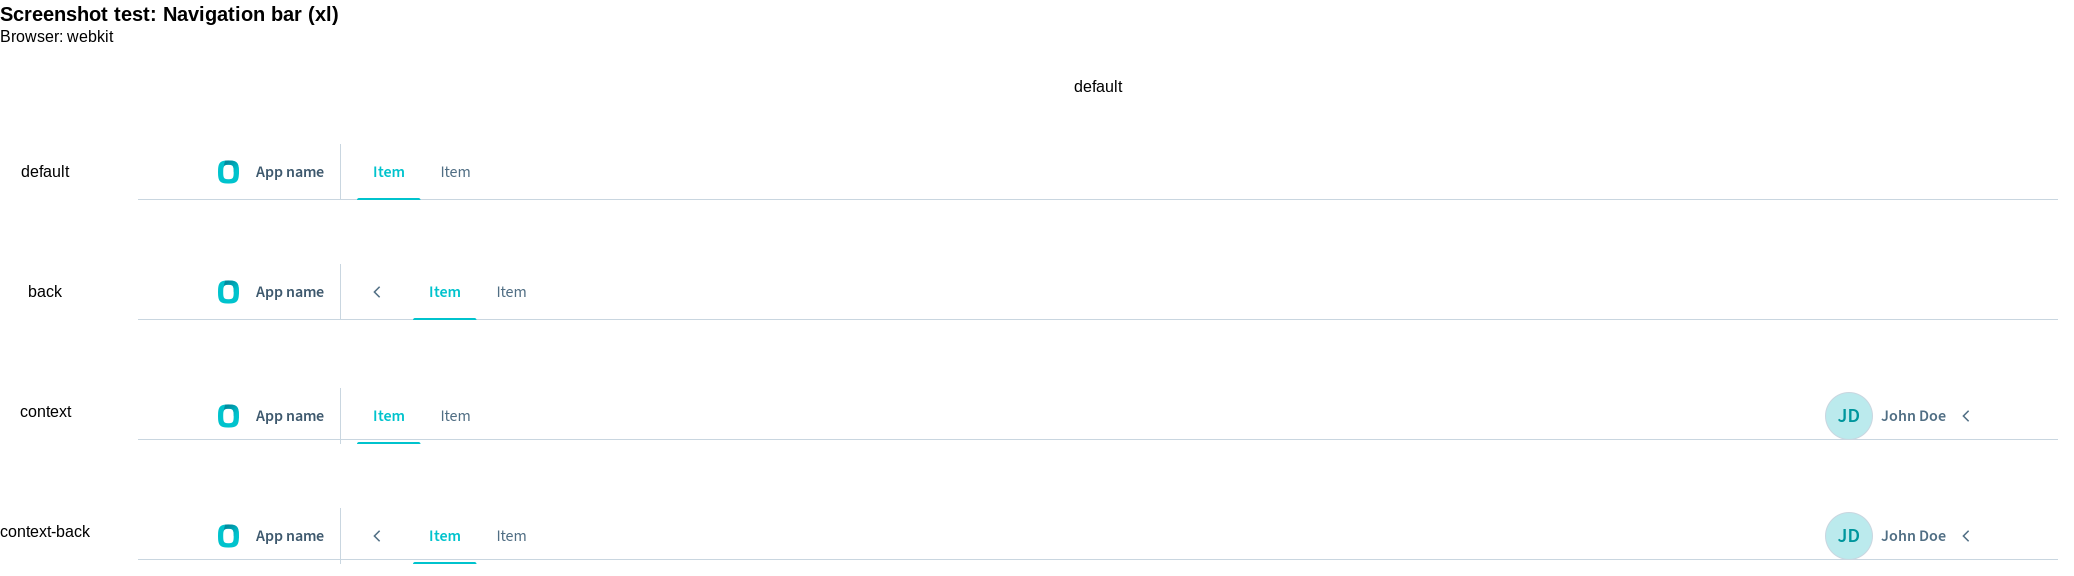 Screenshot test: Navigation bar (xl)
Browser: webkit
default
default App name Item Item
back App name Item Item
context App name Item Item JD John Doe
context-back App name Item Item JD John Doe